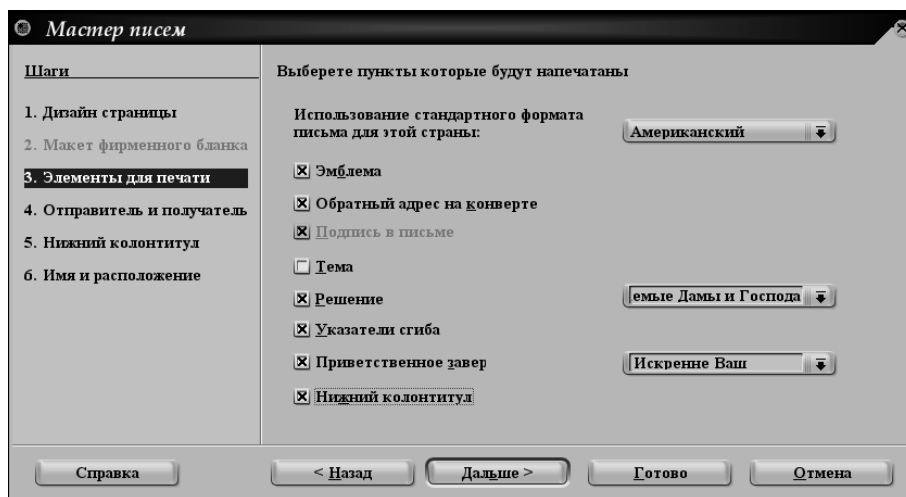 Мастер писем
Шаги
1. Дизайн страницы
2. Макет фирменного бланка
3. Элементы для печати
4. Отправитель и получатель
5. Нижний колонтитул
6. Имя и расположение
Выберете пункты которые будут напечатаны
Использование стандартного формата
письма для этой страны:
Американский
Эмблема
Обратный адрес на конверте
Подпись в письме
Тема
Решение
емые Дамы и Господа
Указатели сгиба
Приветственное завер
Искренне Ваш
Нижний колонтитул
Справка
< Назад
Дальше >
Готово
Отмена